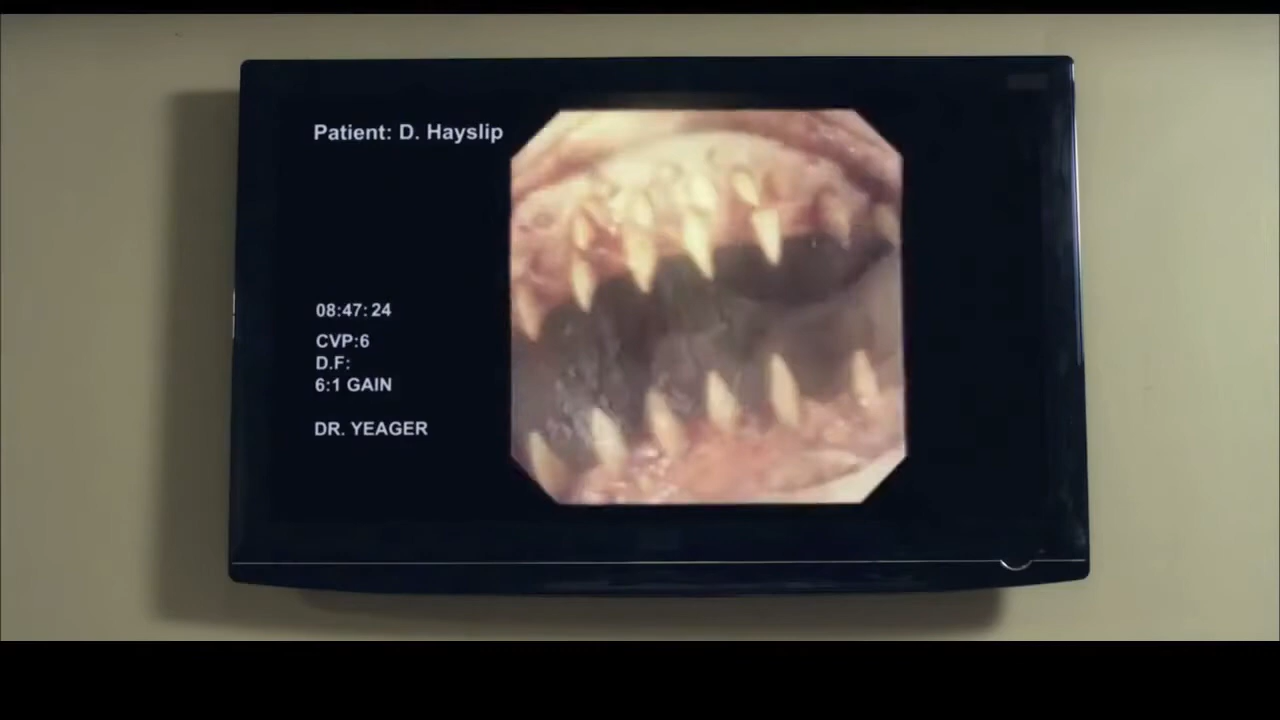 Patient: D. Hayslip
08:47:24
CVP:6
D.F:
6:1 GAIN
DR. YEAGER